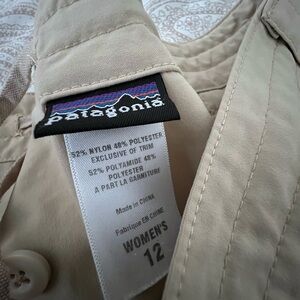 patagonia
52% NYLON 48% POLYESTER
EXCLUSIVE OF TRIM
52% POLYAMIDE 48%
POLYESTER
A PART LA GARNITURE
Made in CHINA
Fabriqué EN CHINE
WOMEN'S
12